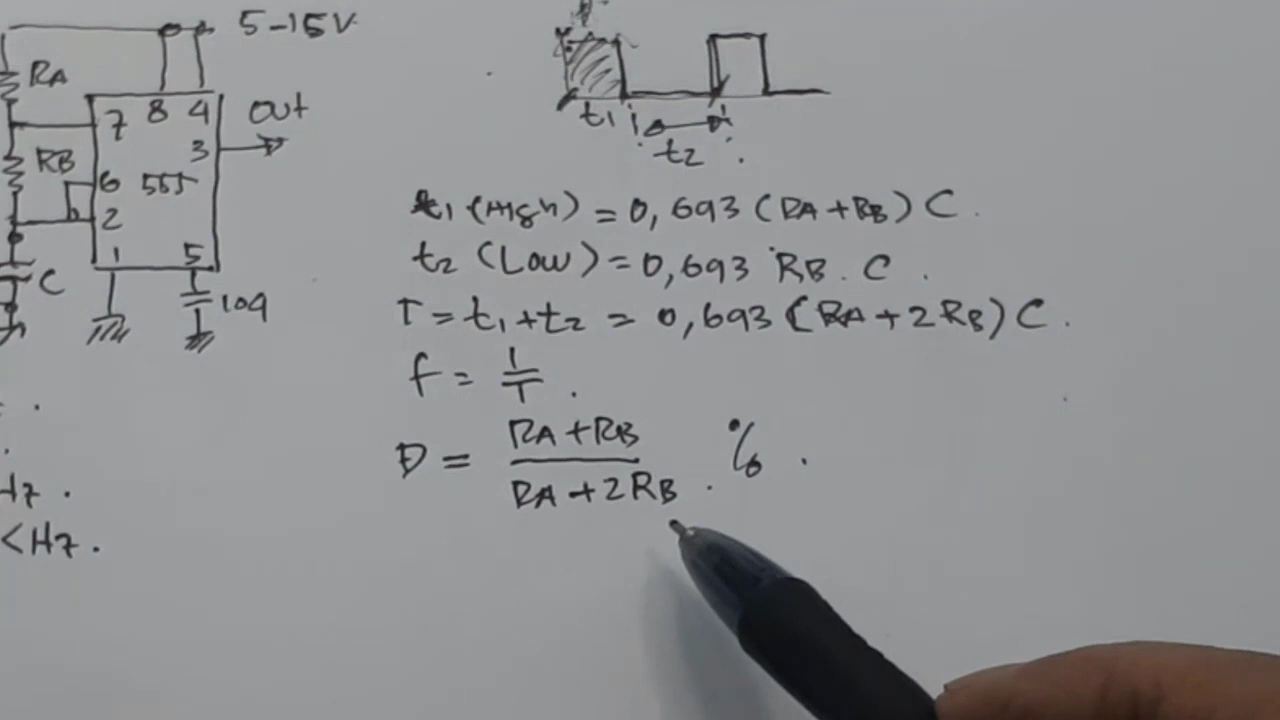 5-15V
RA
8 4
7
OUT
3
RB
6 555
2
1 5
C
104
t1
t2
t1 (High) = 0,693 (RA+RB) C.
t2 (Low) = 0,693 RB. C.
T = t1+t2 = 0,693 (RA+2RB) C.
f = 1/T.
D = RA+RB / RA+2RB. %.
Hz.
KHz.